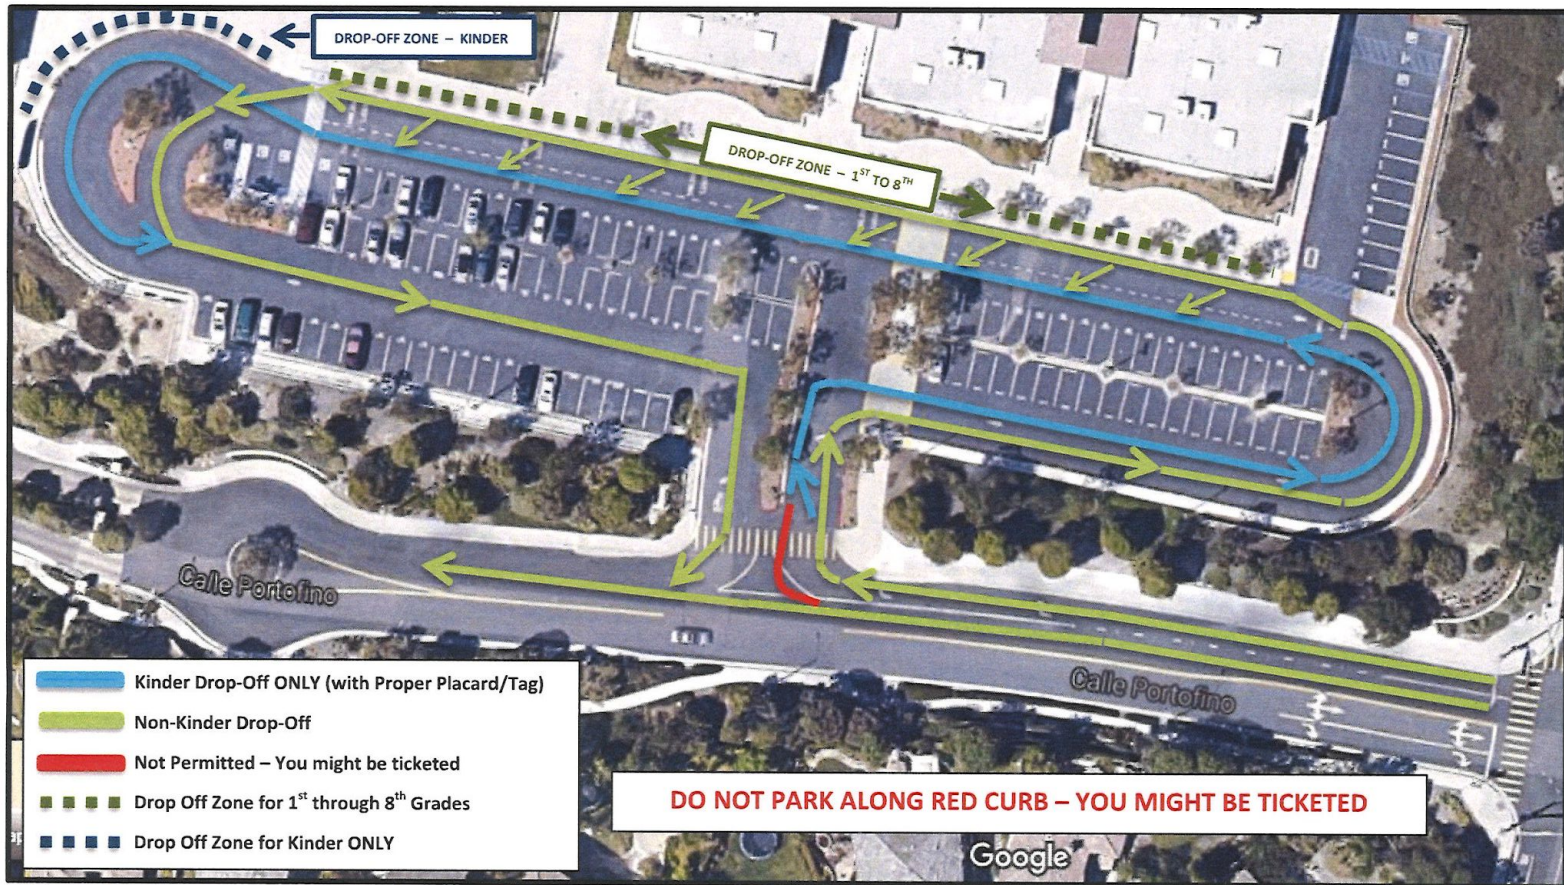 DROP-OFF ZONE – KINDER
DROP-OFF ZONE – 1ST TO 8TH
Calle Portofino
Calle Portofino
Kinder Drop-Off ONLY (with Proper Placard/Tag)
Non-Kinder Drop-Off
Not Permitted – You might be ticketed
Drop Off Zone for 1st through 8th Grades
Drop Off Zone for Kinder ONLY
DO NOT PARK ALONG RED CURB – YOU MIGHT BE TICKETED
Google